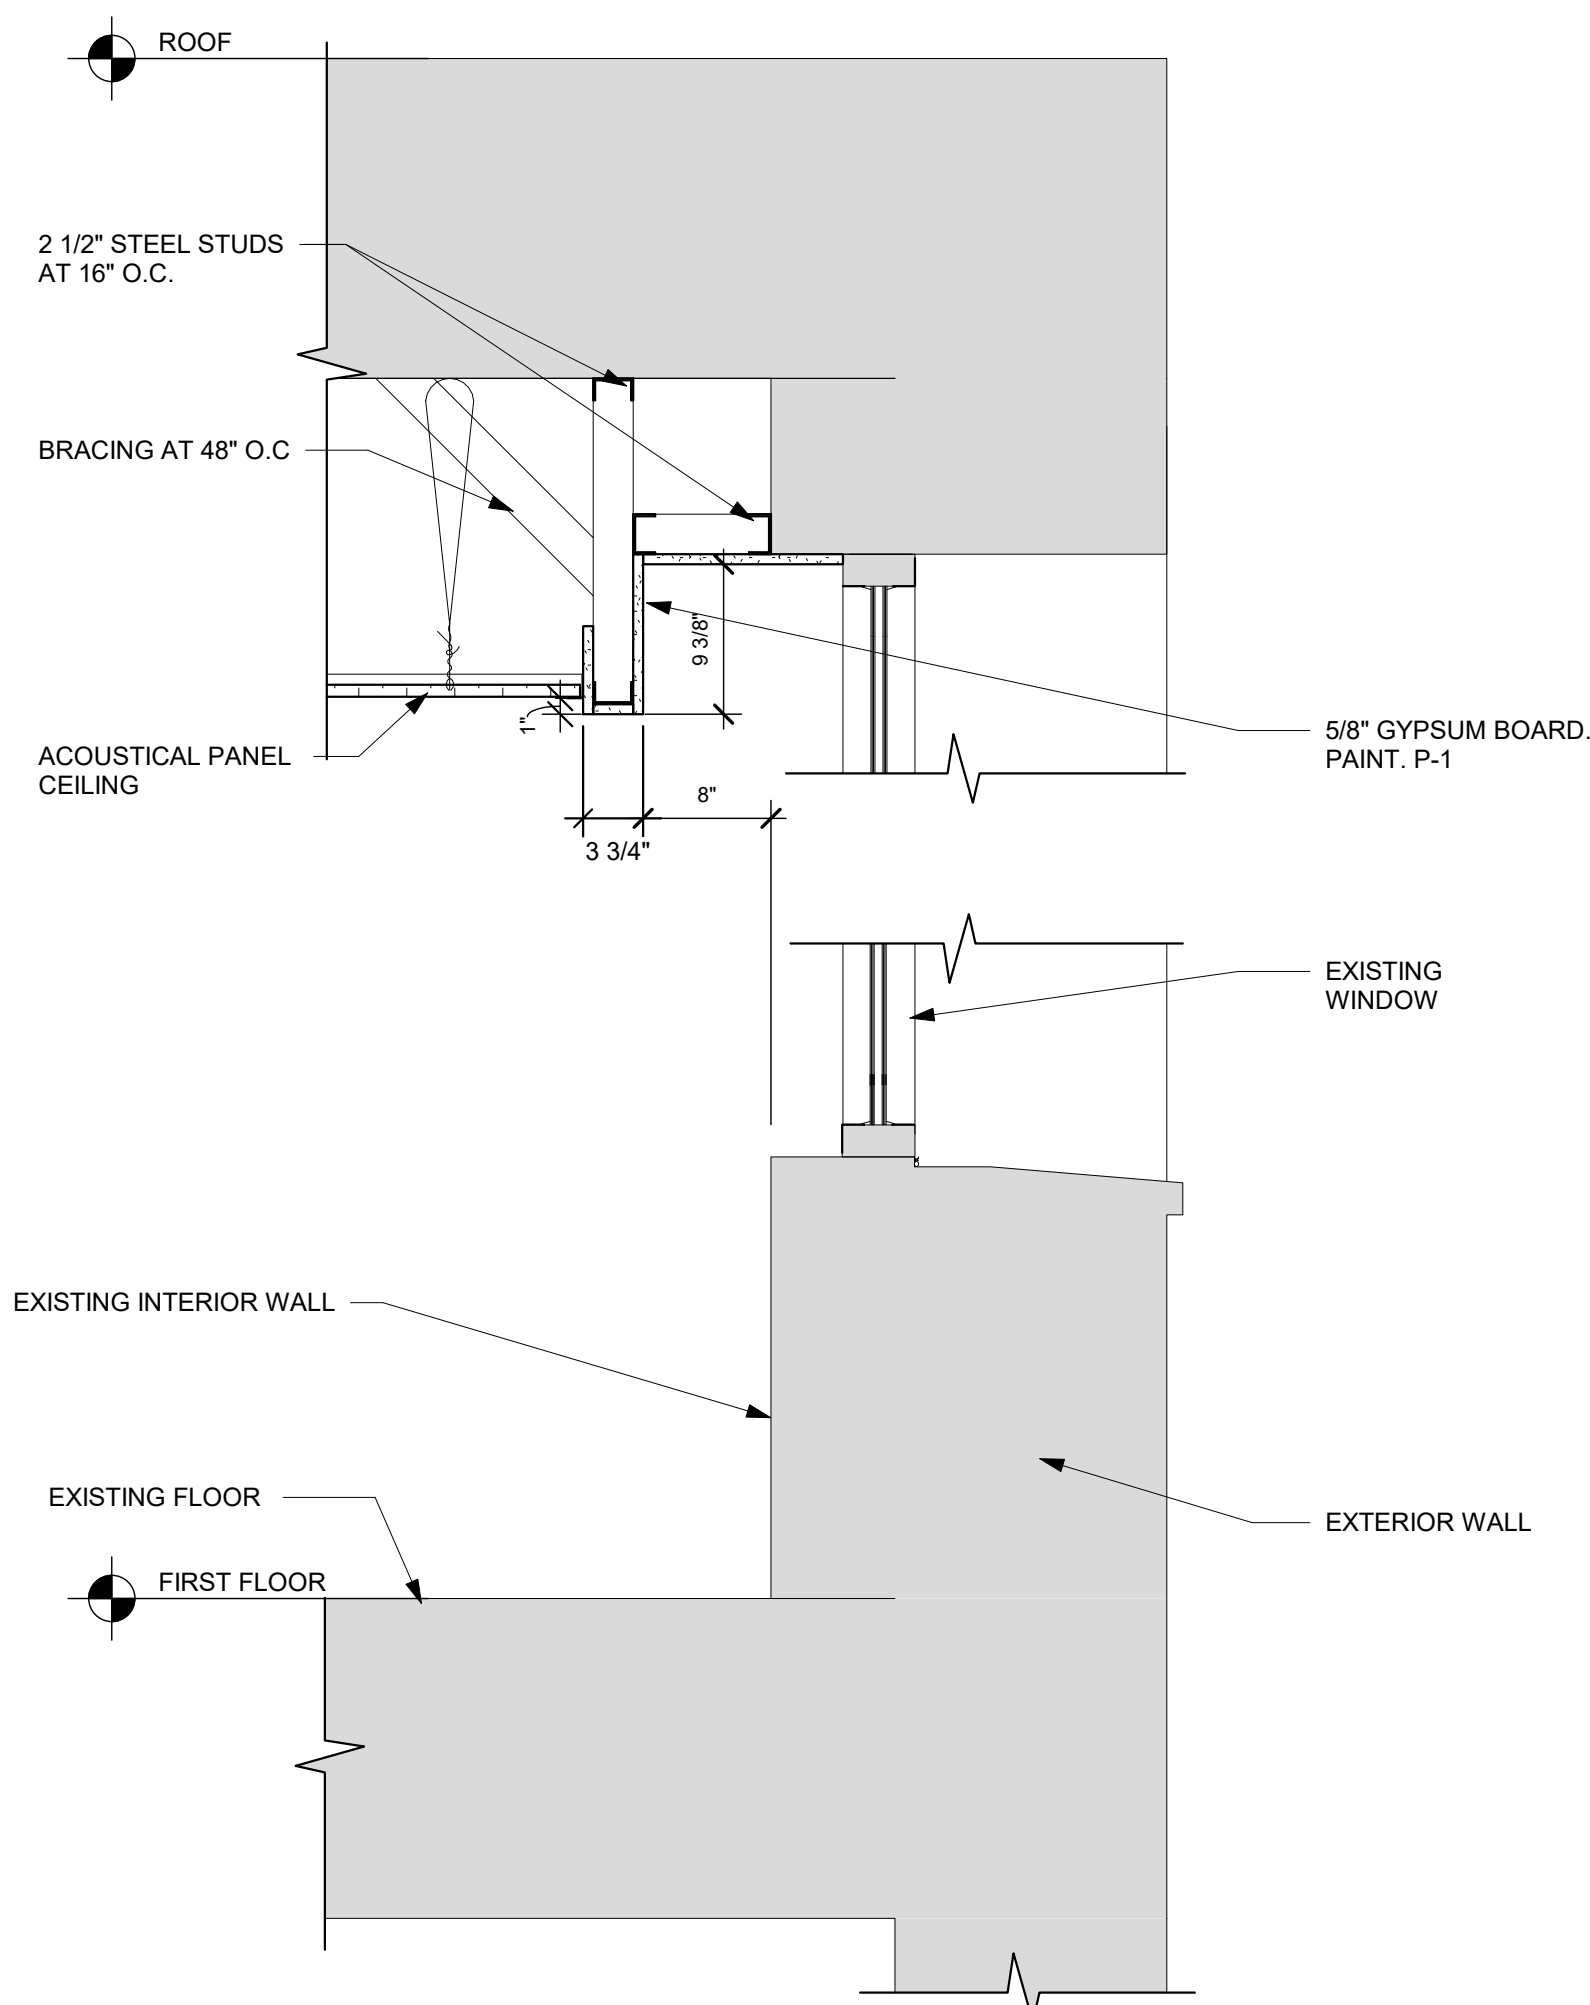 ROOF
2 1/2" STEEL STUDS
AT 16" O.C.
BRACING AT 48" O.C
9 3/8"
1"
ACOUSTICAL PANEL
CEILING
5/8" GYPSUM BOARD.
PAINT. P-1
8"
3 3/4"
EXISTING
WINDOW
EXISTING INTERIOR WALL
EXISTING FLOOR
EXTERIOR WALL
FIRST FLOOR